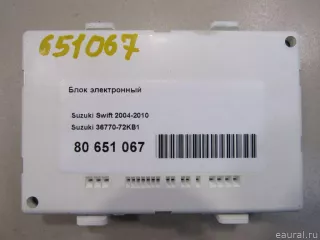 651067
Блок электронный
Suzuki Swift 2004-2010
Suzuki 36770-72KB1
80 651 067
eaural.ru